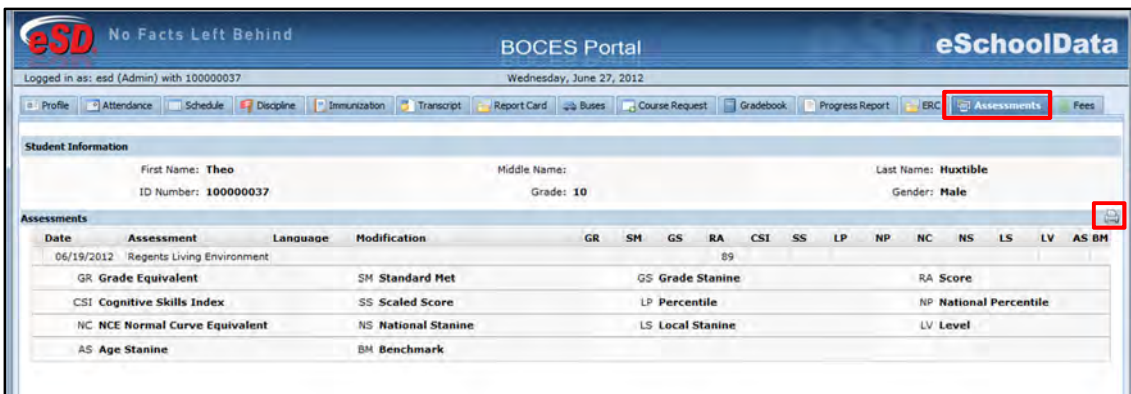 eSD No Facts Left Behind BOCES Portal eSchoolData
Logged in as: esd (Admin) with 100000037 Wednesday, June 27, 2012
Profile Attendance Schedule Discipline Immunization Transcript Report Card Buses Course Request Gradebook Progress Report ERC Assessments Fees
Student Information
First Name: Theo Middle Name: Last Name: Huxtible
ID Number: 100000037 Grade: 10 Gender: Male
Assessments
Date Assessment Language Modification GR SM GS RA CSI SS LP NP NC NS LS LV AS BM
06/19/2012 Regents Living Environment 89
GR Grade Equivalent SM Standard Met GS Grade Stanine RA Score
CSI Cognitive Skills Index SS Scaled Score LP Percentile NP National Percentile
NC NCE Normal Curve Equivalent NS National Stanine LS Local Stanine LV Level
AS Age Stanine BM Benchmark